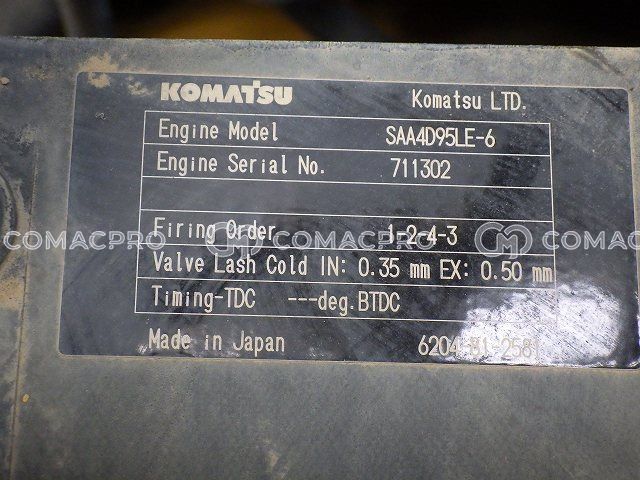 KOMATSU Komatsu LTD.
Engine Model SAA4D95LE-6
Engine Serial No. 711302
Firing Order 1-2-4-3
COMACPRO COMACPRO COMACPRO
Valve Lash Cold IN: 0.35 mm EX: 0.50 mm
Timing-TDC ---deg.BTDC
Made in Japan 6204-81-2581